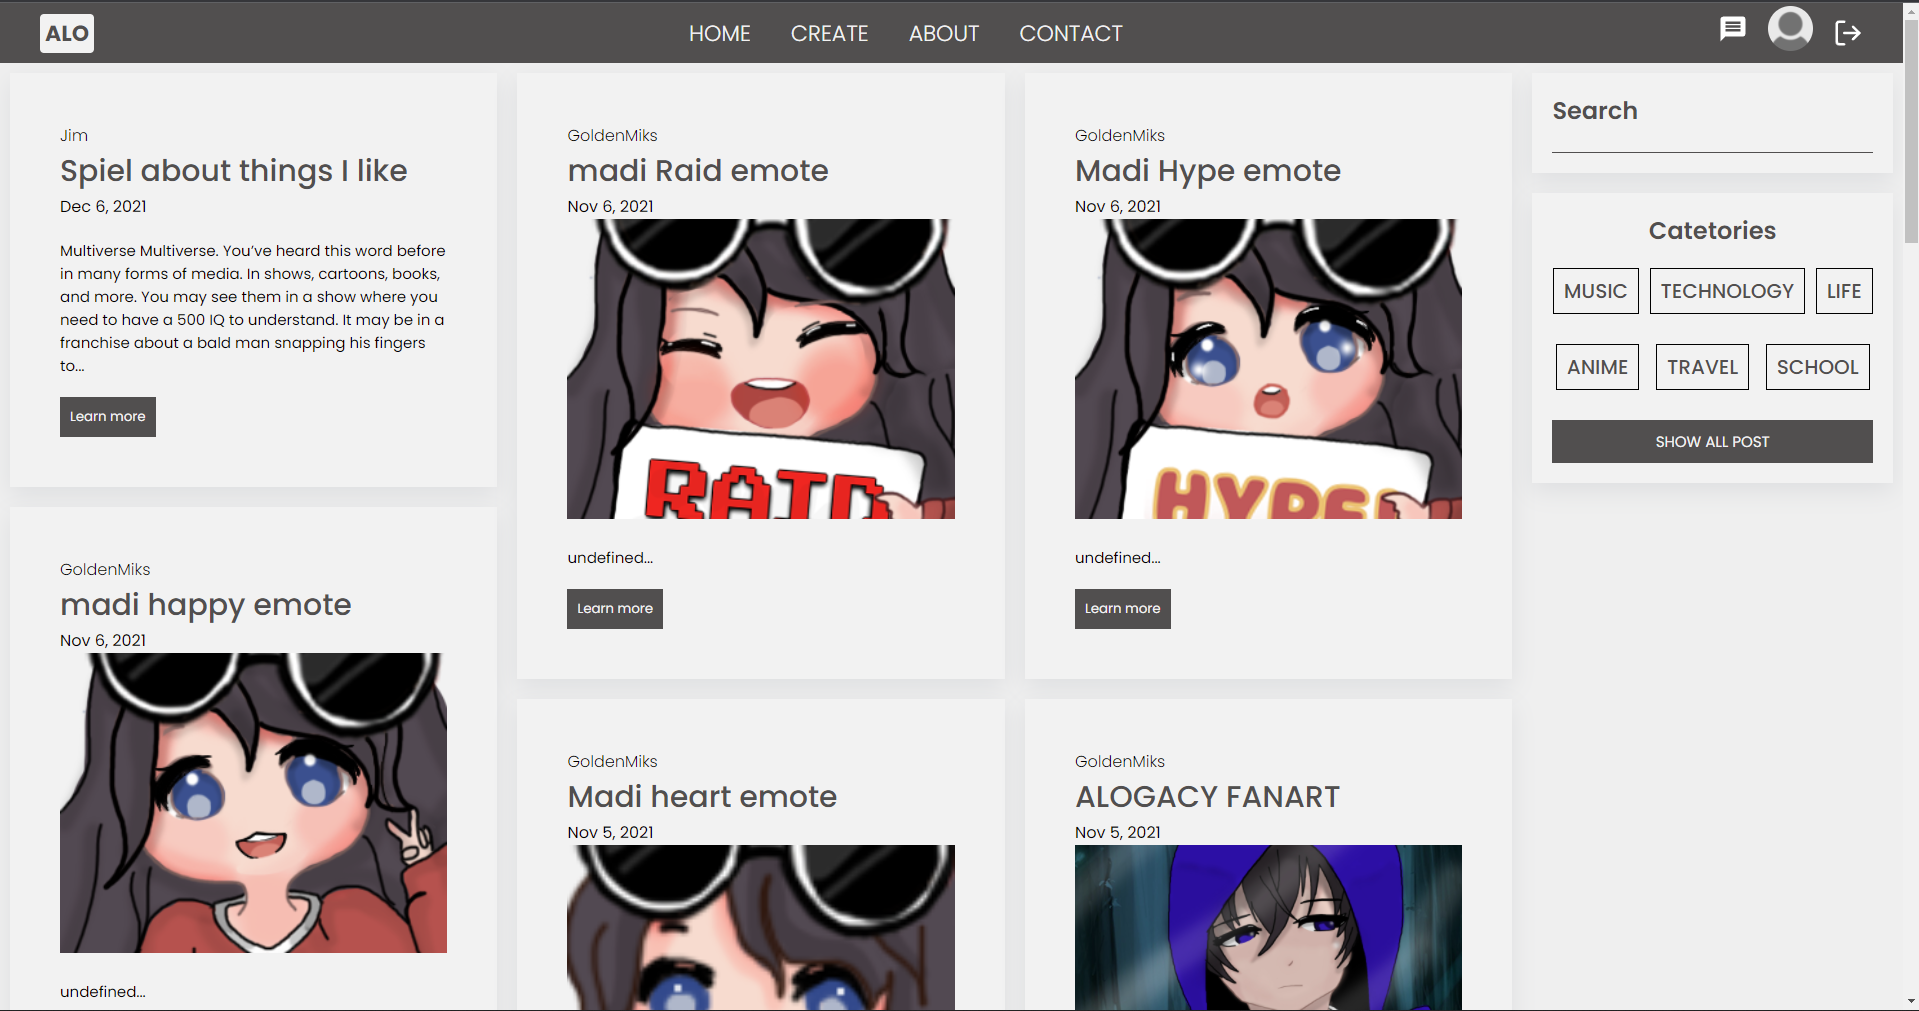 ALO
HOME CREATE ABOUT CONTACT
Jim
Spiel about things I like
Dec 6, 2021
Multiverse Multiverse. You’ve heard this word before
in many forms of media. In shows, cartoons, books,
and more. You may see them in a show where you
need to have a 500 IQ to understand. It may be in a
franchise about a bald man snapping his fingers
to...
Learn more
GoldenMiks
madi happy emote
Nov 6, 2021
undefined...
GoldenMiks
madi Raid emote
Nov 6, 2021
RAID
undefined...
Learn more
GoldenMiks
Madi heart emote
Nov 5, 2021
GoldenMiks
Madi Hype emote
Nov 6, 2021
HYPE!
undefined...
Learn more
GoldenMiks
ALOGACY FANART
Nov 5, 2021
Search
Catetories
MUSIC TECHNOLOGY LIFE
ANIME TRAVEL SCHOOL
SHOW ALL POST